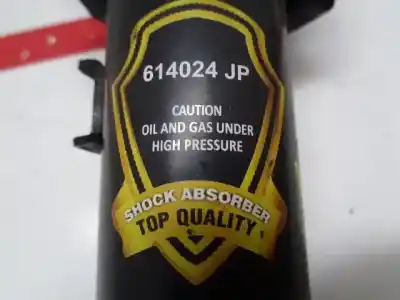 614024 JP
CAUTION
OIL AND GAS UNDER
HIGH PRESSURE
SHOCK ABSORBER
TOP QUALITY